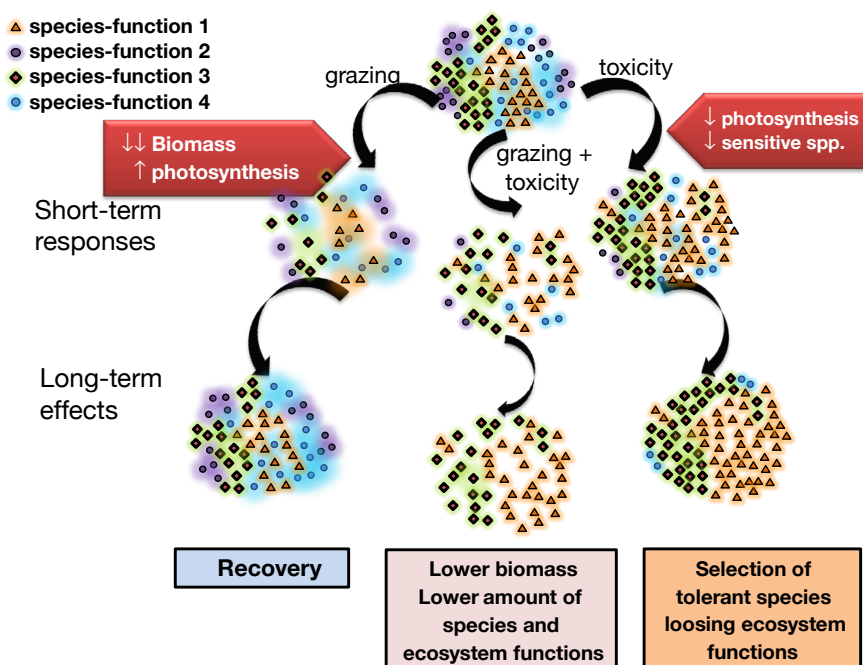 species-function 1
species-function 2
species-function 3
species-function 4
grazing
toxicity
grazing +
toxicity
↓↓ Biomass
↑ photosynthesis
↓ photosynthesis
↓ sensitive spp.
Short-term
responses
Long-term
effects
Recovery
Lower biomass
Lower amount of
species and
ecosystem functions
Selection of
tolerant species
loosing ecosystem
functions